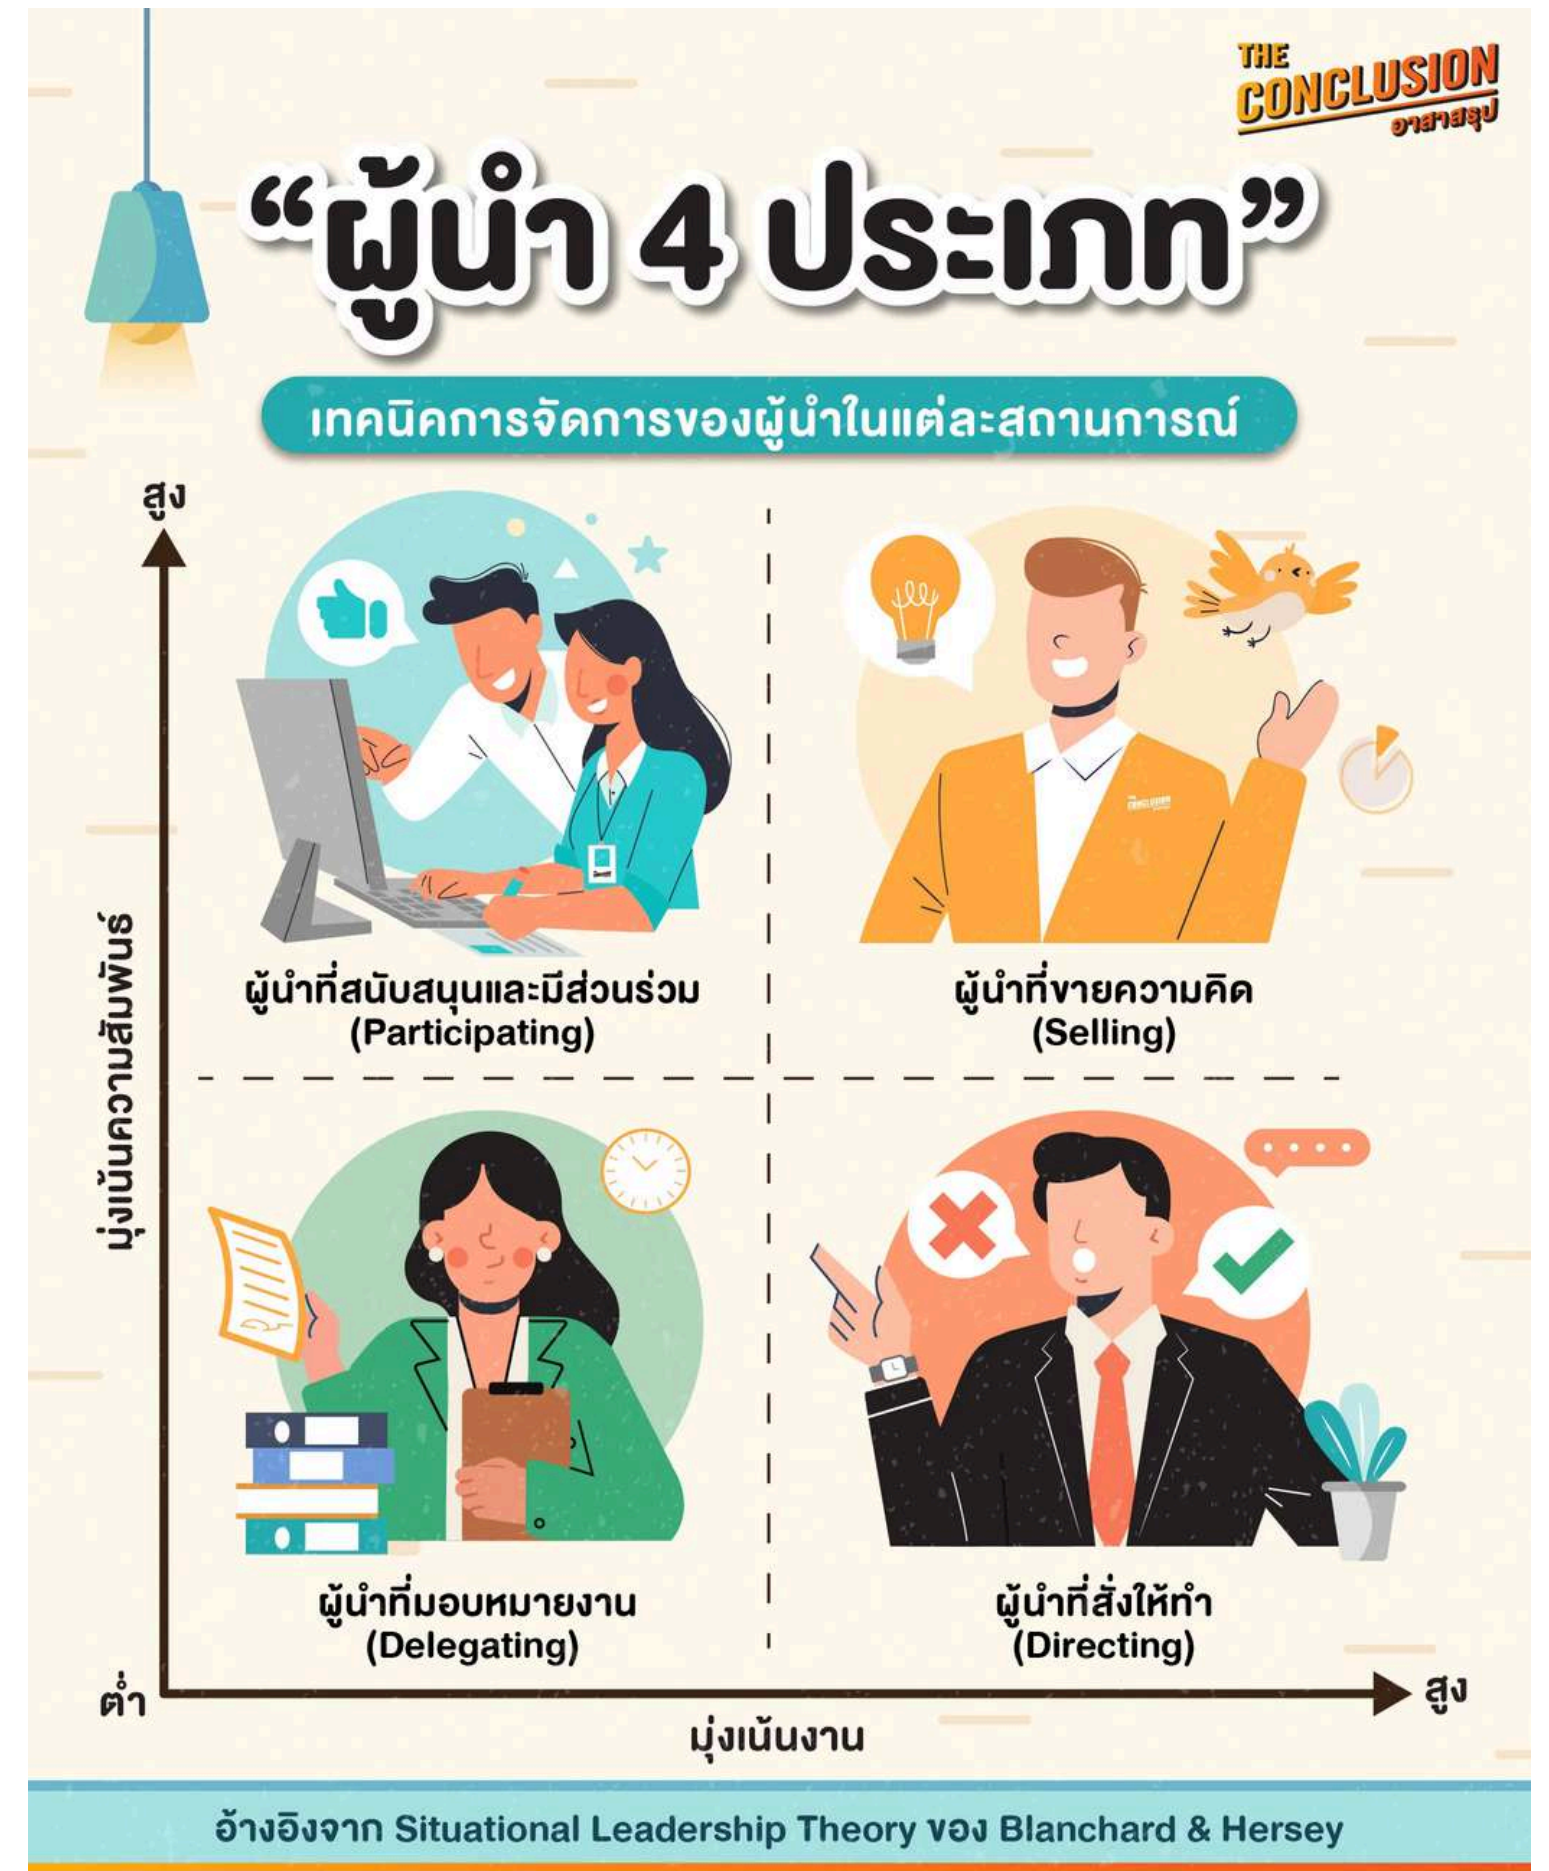 THE
CONCLUSION
อาสาสรุป
“ผู้นำ 4 ประเภท”
เทคนิคการจัดการของผู้นำในแต่ละสถานการณ์
สูง
มุ่งเน้นความสัมพันธ์
ผู้นำที่สนับสนุนและมีส่วนร่วม
(Participating)
ผู้นำที่ขายความคิด
(Selling)
ผู้นำที่มอบหมายงาน
(Delegating)
ผู้นำที่สั่งให้ทำ
(Directing)
ต่ำ
มุ่งเน้นงาน
สูง
อ้างอิงจาก Situational Leadership Theory ของ Blanchard & Hersey